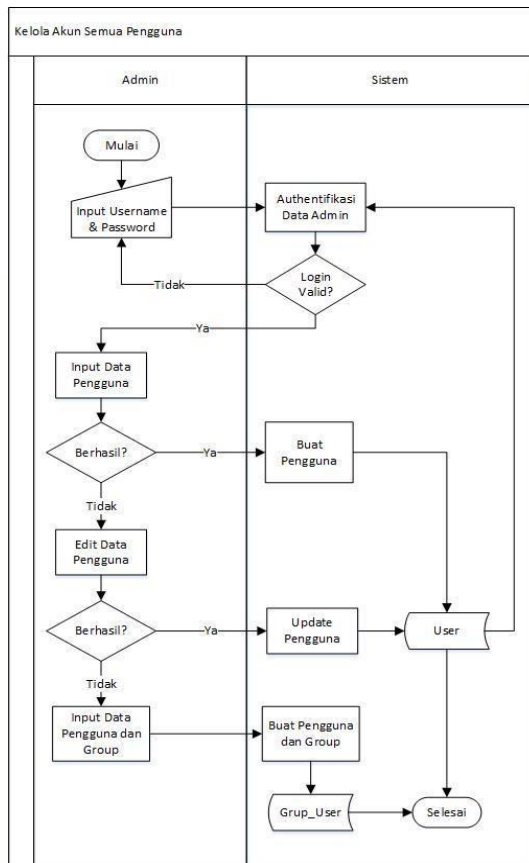 Kelola Akun Semua Pengguna
Admin
Sistem
Mulai
Input Username
& Password
Authentifikasi
Data Admin
Login
Valid?
Tidak
Ya
Input Data
Pengguna
Berhasil?
Ya
Buat
Pengguna
Tidak
Edit Data
Pengguna
Berhasil?
Ya
Update
Pengguna
User
Tidak
Input Data
Pengguna dan
Group
Buat Pengguna
dan Group
Grup_User
Selesai